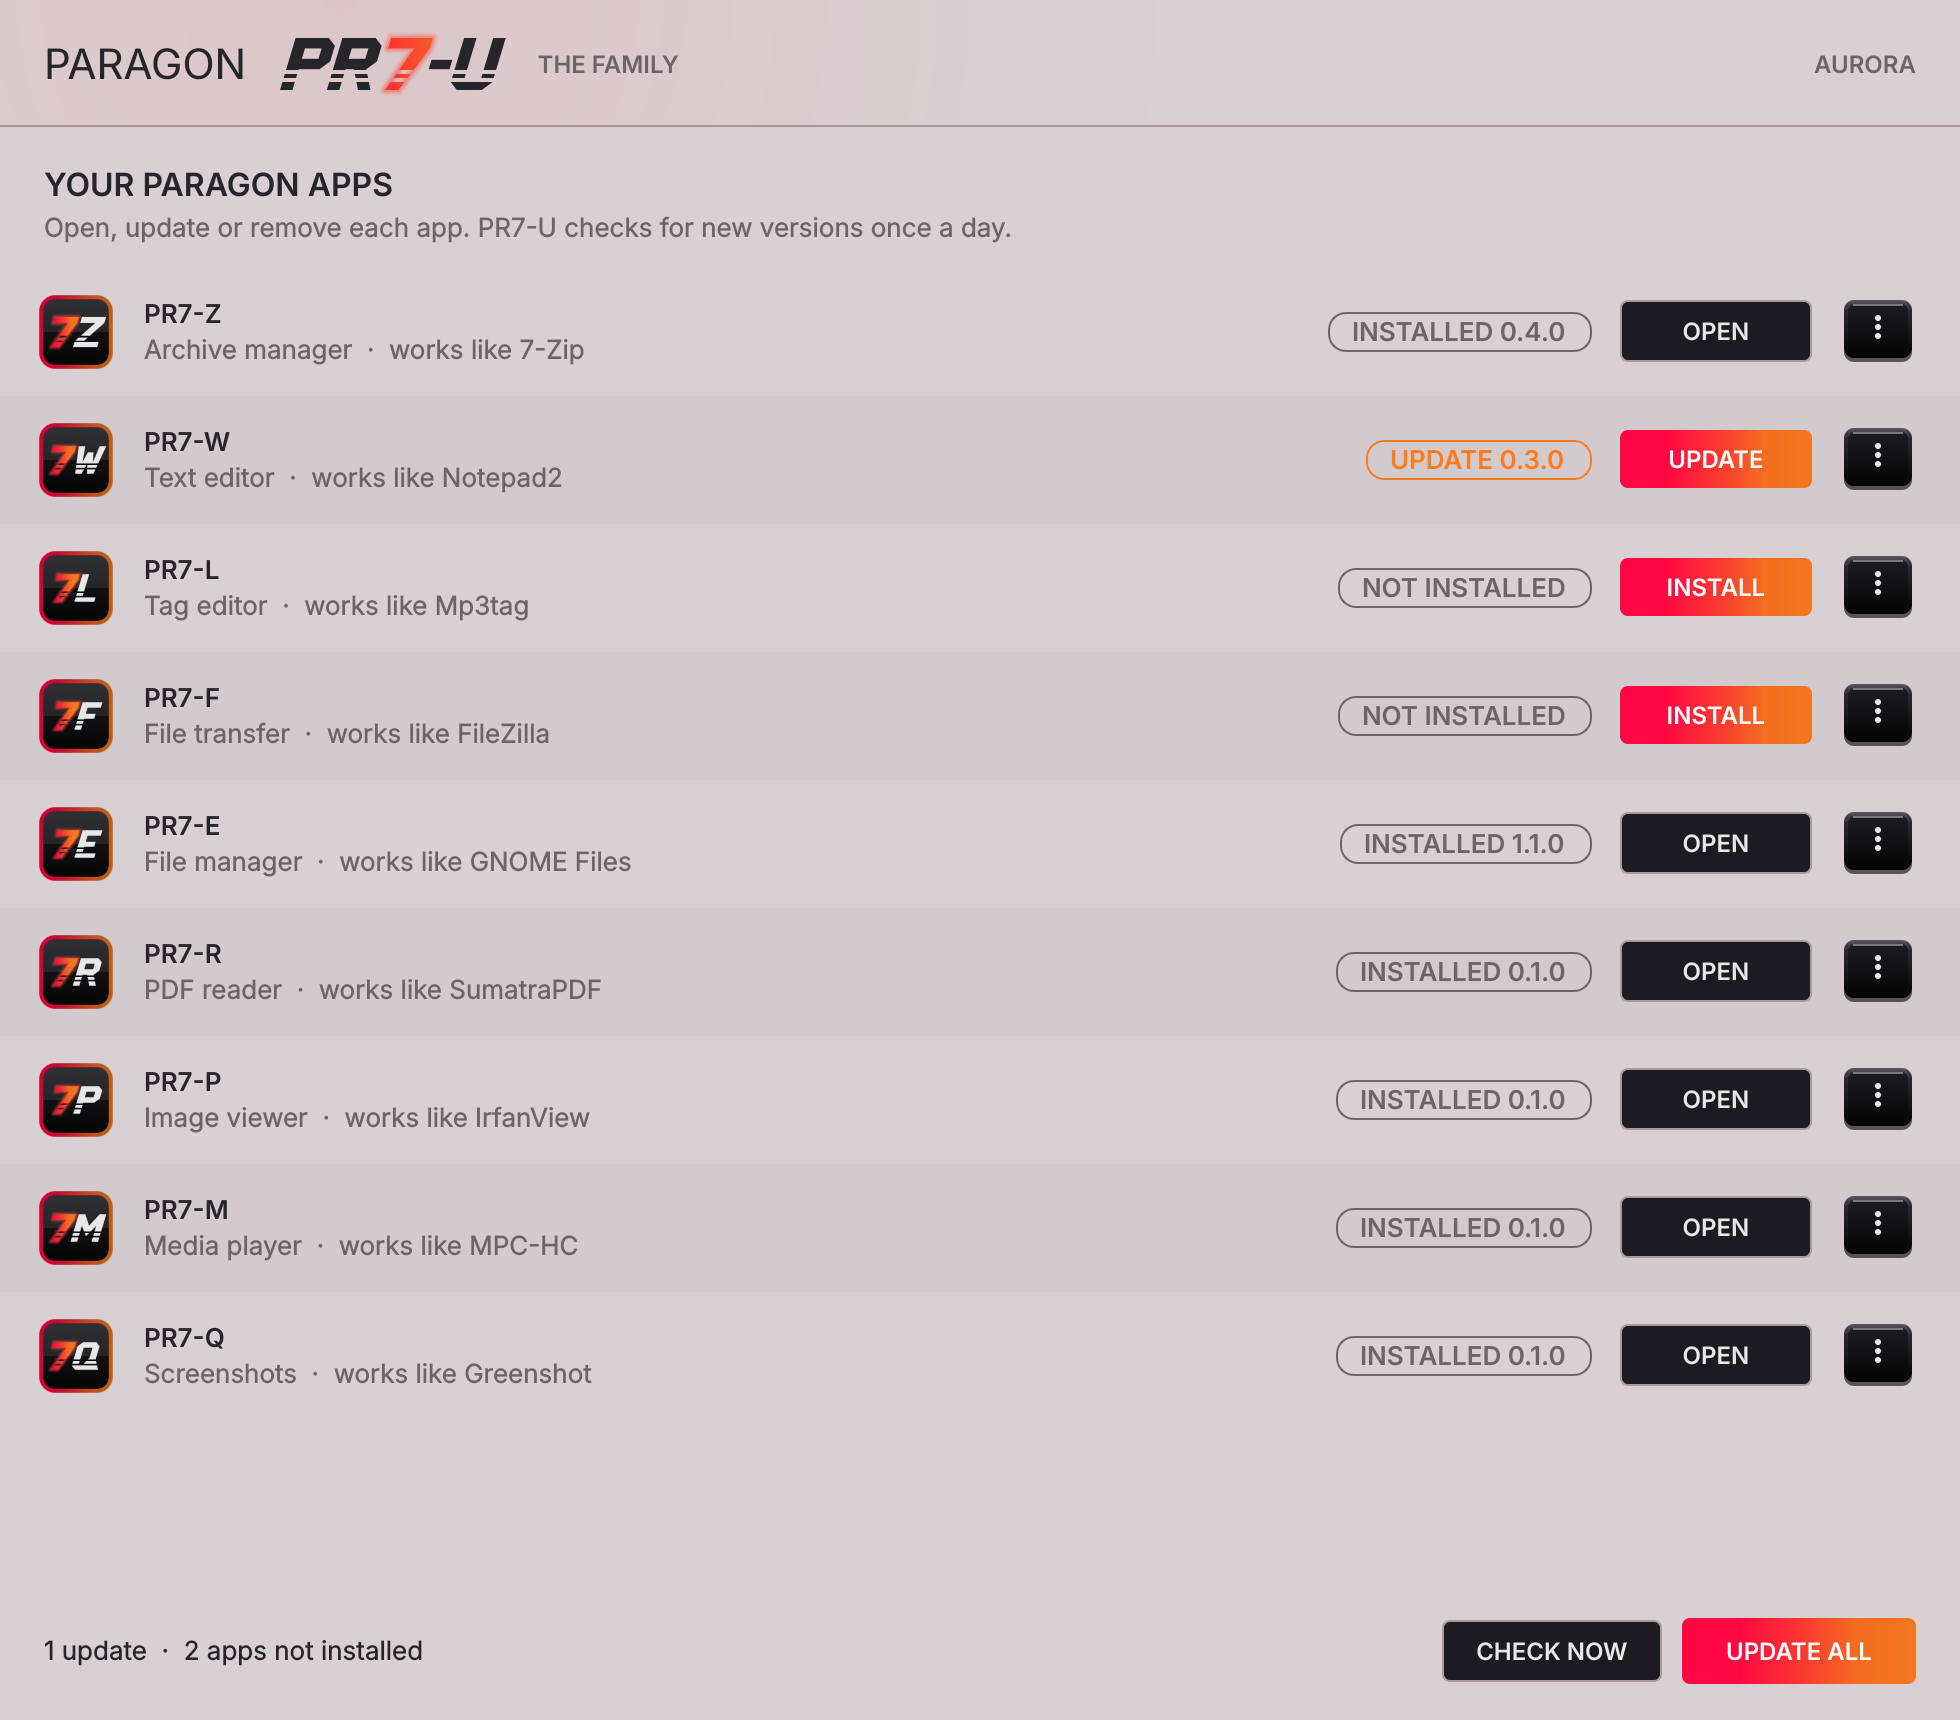 PARAGON PR7-U THE FAMILY AURORA
YOUR PARAGON APPS
Open, update or remove each app. PR7-U checks for new versions once a day.
7Z PR7-Z INSTALLED 0.4.0 OPEN
Archive manager · works like 7-Zip
7W PR7-W UPDATE 0.3.0 UPDATE
Text editor · works like Notepad2
7L PR7-L NOT INSTALLED INSTALL
Tag editor · works like Mp3tag
7F PR7-F NOT INSTALLED INSTALL
File transfer · works like FileZilla
7E PR7-E INSTALLED 1.1.0 OPEN
File manager · works like GNOME Files
7R PR7-R INSTALLED 0.1.0 OPEN
PDF reader · works like SumatraPDF
7P PR7-P INSTALLED 0.1.0 OPEN
Image viewer · works like IrfanView
7M PR7-M INSTALLED 0.1.0 OPEN
Media player · works like MPC-HC
7Q PR7-Q INSTALLED 0.1.0 OPEN
Screenshots · works like Greenshot
1 update · 2 apps not installed CHECK NOW UPDATE ALL